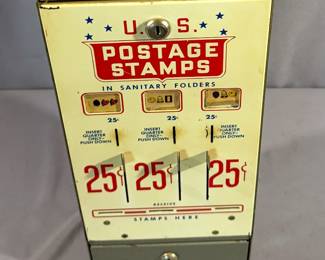 U. S.
POSTAGE
STAMPS
IN SANITARY FOLDERS
25¢ 25¢
INSERT QUARTER ONLY- PUSH DOWN
INSERT QUARTER ONLY- PUSH DOWN
INSERT QUARTER ONLY- PUSH DOWN
25¢ 25¢ 25¢
RECEIVE
STAMPS HERE